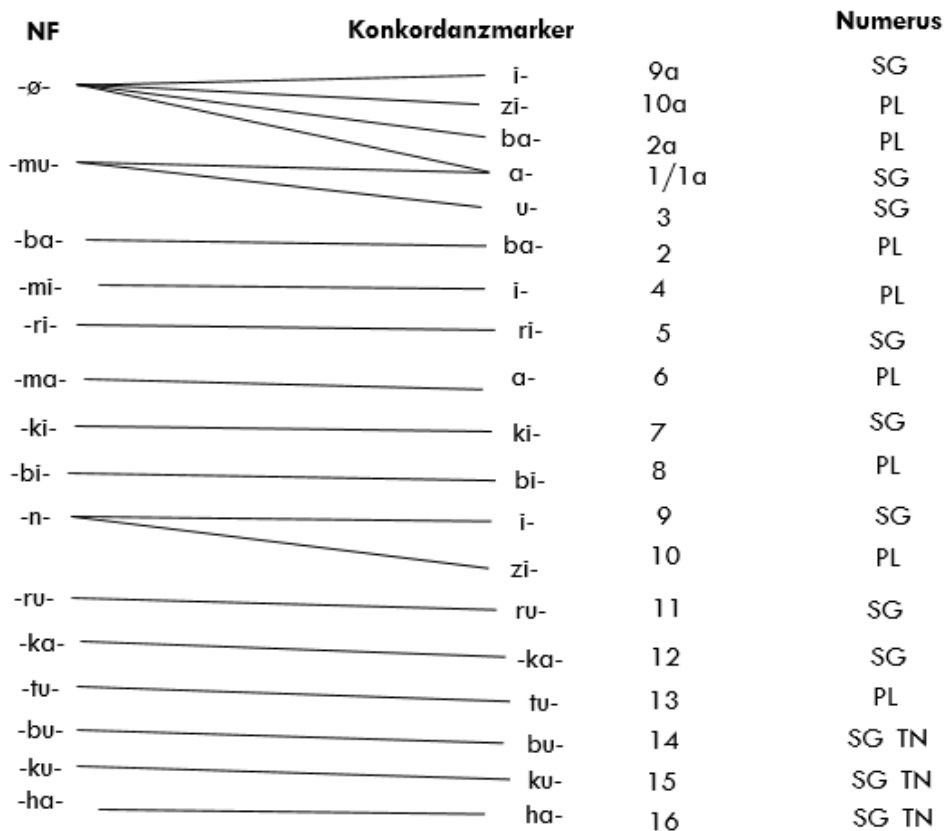 NF Konkordanzmarker Numerus
-ø- i- 9a SG
zi- 10a PL
ba- 2a PL
-mu- a- 1/1a SG
u- 3 SG
-ba- ba- 2 PL
-mi- i- 4 PL
-ri- ri- 5 SG
-ma- a- 6 PL
-ki- ki- 7 SG
-bi- bi- 8 PL
-n- i- 9 SG
zi- 10 PL
-ru- ru- 11 SG
-ka- -ka- 12 SG
-tu- tu- 13 PL
-bu- bu- 14 SG TN
-ku- ku- 15 SG TN
-ha- ha- 16 SG TN